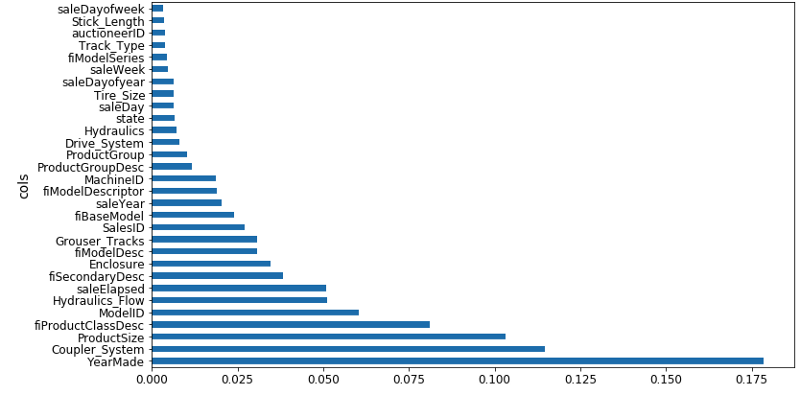 saleDayofweek
Stick_Length
auctioneerID
Track_Type
fiModelSeries
saleWeek
saleDayofyear
Tire_Size
saleDay
state
Hydraulics
Drive_System
ProductGroup
ProductGroupDesc
MachineID
fiModelDescriptor
saleYear
fiBaseModel
SalesID
Grouser_Tracks
fiModelDesc
Enclosure
fiSecondaryDesc
saleElapsed
Hydraulics_Flow
ModelID
fiProductClassDesc
ProductSize
Coupler_System
YearMade
cols
0.000 0.025 0.050 0.075 0.100 0.125 0.150 0.175